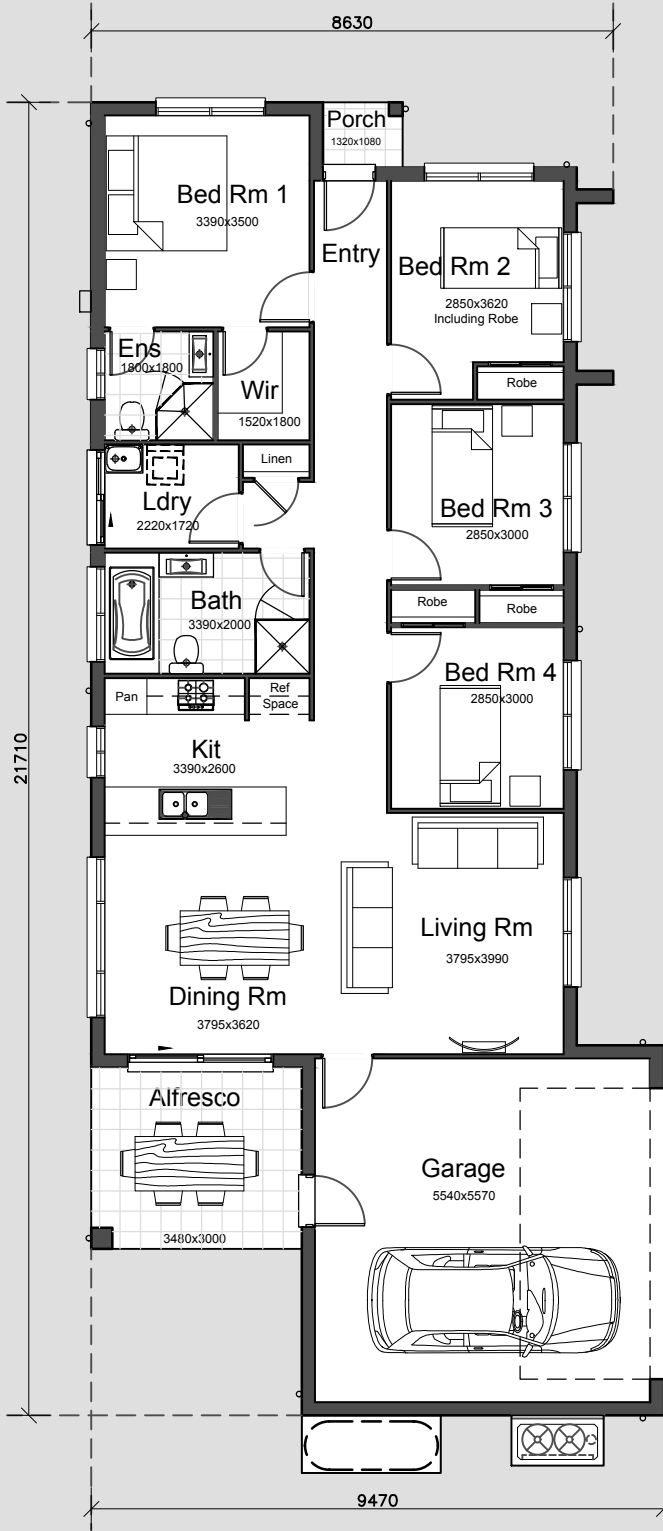 8630
Porch
1320x1080
Bed Rm 1
3390x3500
Entry
Bed Rm 2
2850x3620
Including Robe
Ens
1800x1800
Wir
1520x1800
Robe
Linen
Ldry
2220x1720
Bed Rm 3
2850x3000
Bath
3390x2000
Robe
Robe
Pan
Ref
Space
Bed Rm 4
2850x3000
Kit
3390x2600
21710
Living Rm
3795x3990
Dining Rm
3795x3620
Alfresco
3480x3000
Garage
5540x5570
9470